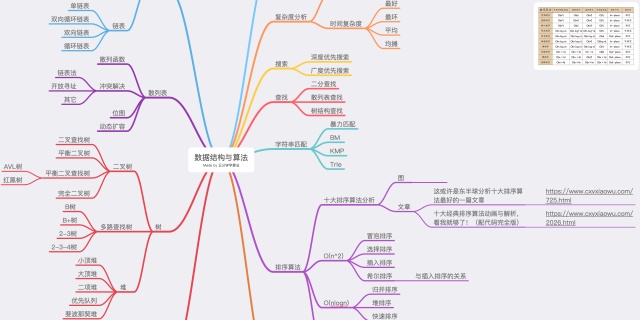 单链表
双向循环链表
双向链表
循环链表
链表
散列函数
链表法
开放寻址
其它
冲突解决
位图
动态扩容
散列表
二叉查找树
平衡二叉树
AVL树
红黑树
平衡二叉查找树
完全二叉树
二叉树
B树
B+树
2-3树
2-3-4树
多路查找树
树
小顶堆
大顶堆
二项堆
优先队列
斐波那契堆
堆
数据结构与算法
复杂度分析
时间复杂度
最好
最坏
平均
均摊
搜索
深度优先搜索
广度优先搜索
查找
二分查找
散列表查找
树结构查找
字符串匹配
暴力匹配
BM
KMP
Trie
排序算法
十大排序算法分析
图
文章
这或许是东半球分析十大排序算
法最好的一篇文章
https://www.cxyxiaowu.com/
725.html
十大经典排序算法动画与解析,
看我就够了！（配代码完全版）
https://www.cxyxiaowu.com/
2026.html
O(n^2)
冒泡排序
选择排序
插入排序
希尔排序
与插入排序的关系
O(nlogn)
归并排序
堆排序
快速排序